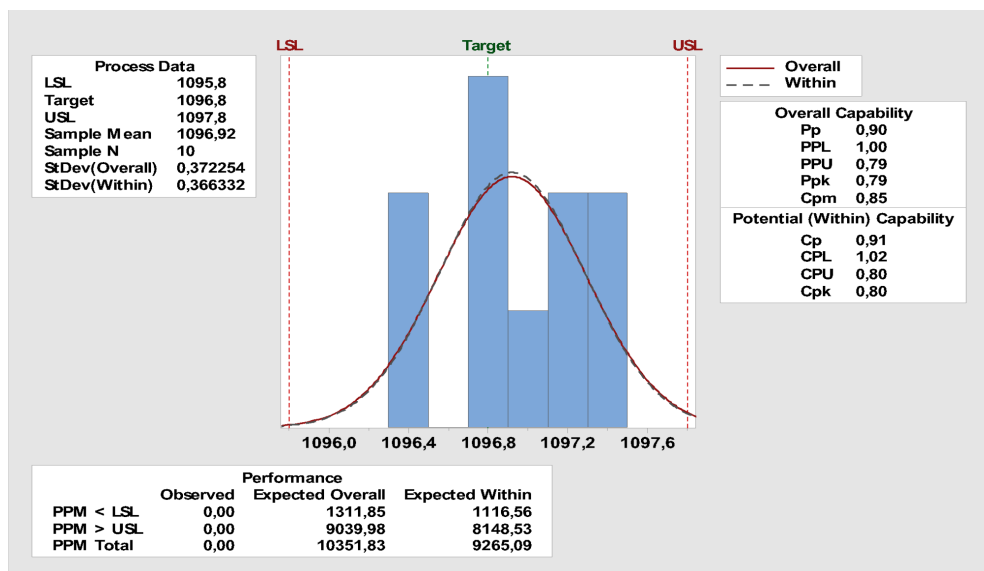 LSL Target USL
Process Data
LSL 1095,8
Target 1096,8
USL 1097,8
Sample Mean 1096,92
Sample N 10
StDev(Overall) 0,372254
StDev(Within) 0,366332
Overall
Within
Overall Capability
Pp 0,90
PPL 1,00
PPU 0,79
Ppk 0,79
Cpm 0,85
Potential (Within) Capability
Cp 0,91
CPL 1,02
CPU 0,80
Cpk 0,80
1096,0 1096,4 1096,8 1097,2 1097,6
Performance
Observed Expected Overall Expected Within
PPM < LSL 0,00 1311,85 1116,56
PPM > USL 0,00 9039,98 8148,53
PPM Total 0,00 10351,83 9265,09